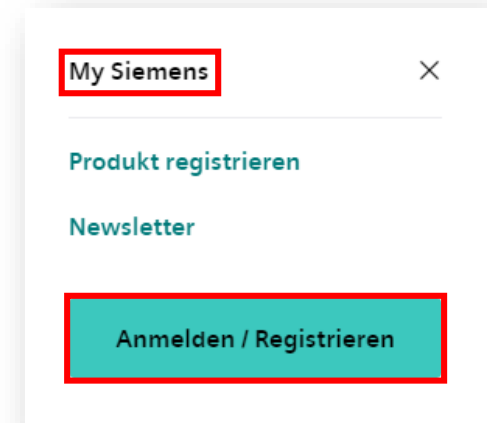 My Siemens
Produkt registrieren
Newsletter
Anmelden / Registrieren